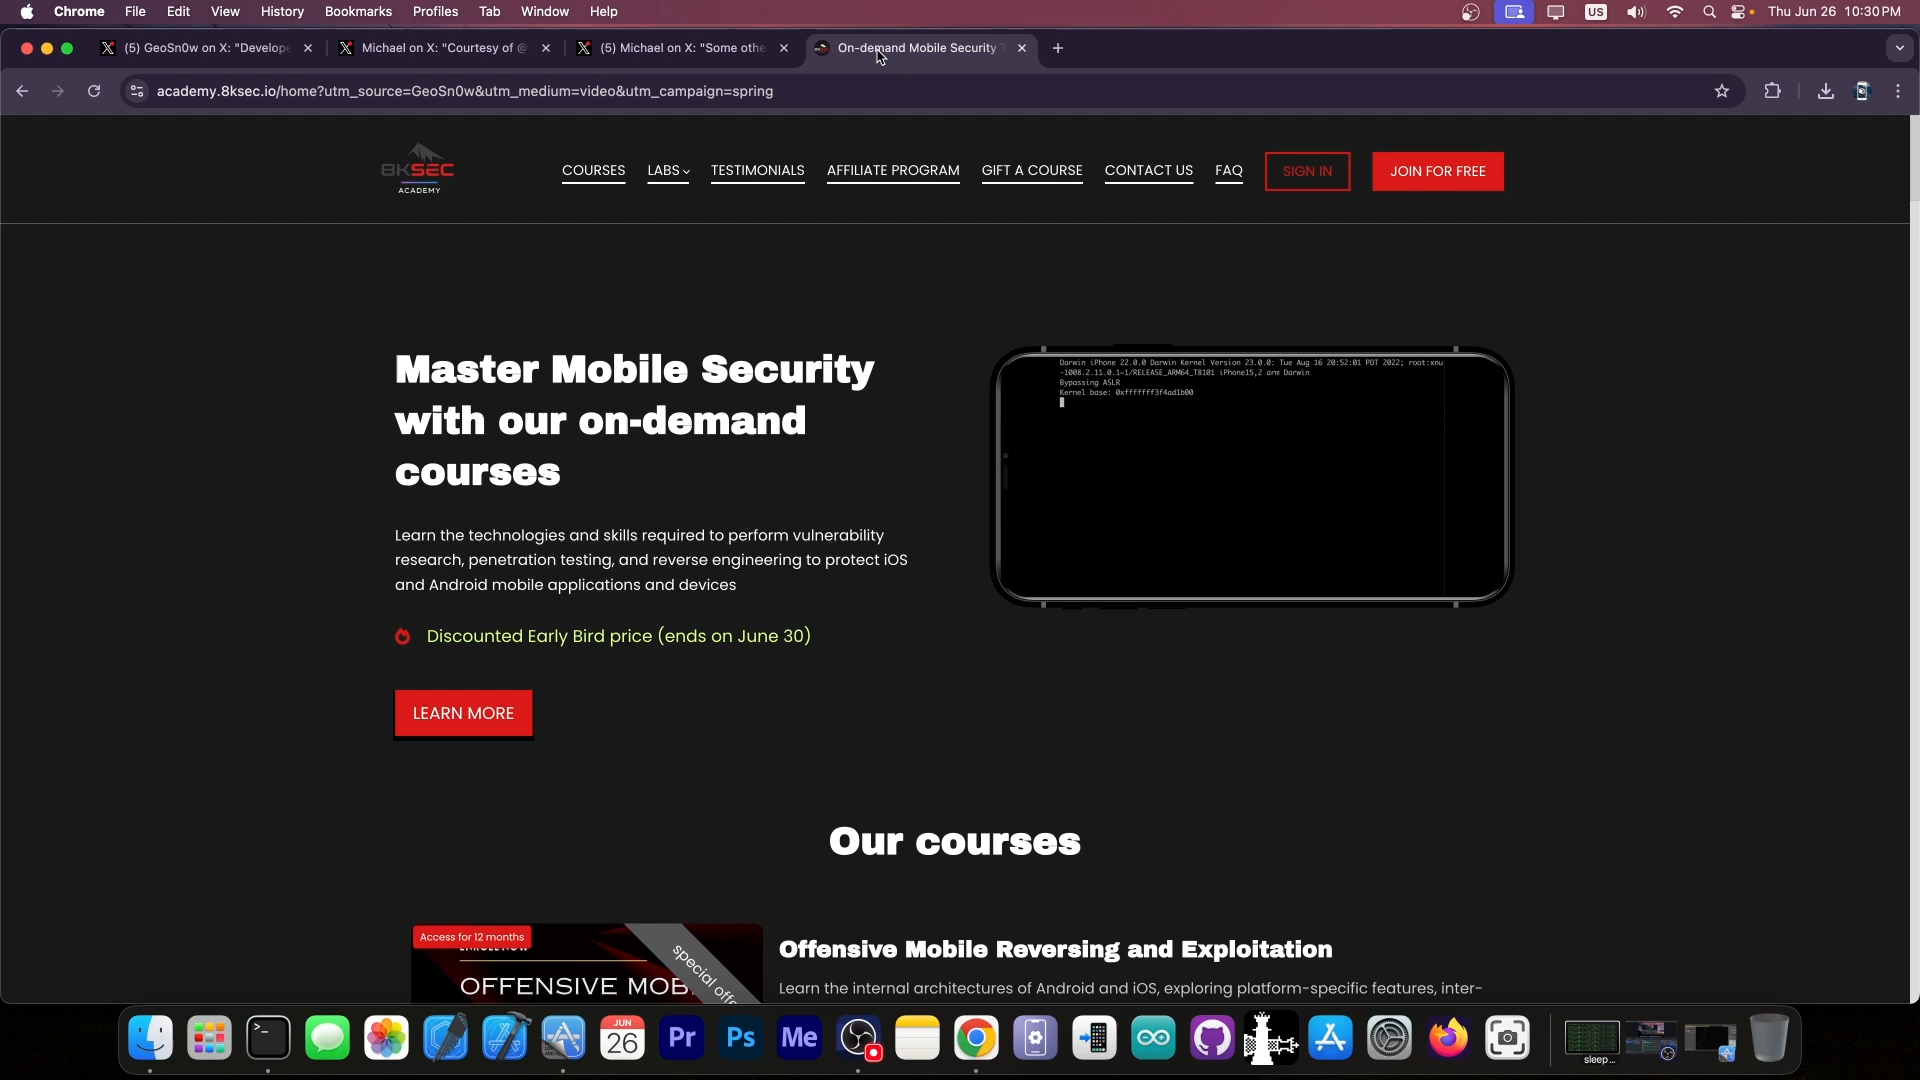 Chrome File Edit View History Bookmarks Profiles Tab Window Help US Thu Jun 26 10:30 PM
(5) GeoSn0w on X: "Develope Michael on X: "Courtesy of @ (5) Michael on X: "Some othe On-demand Mobile Security T
academy.8ksec.io/home?utm_source=GeoSn0w&utm_medium=video&utm_campaign=spring
8KSEC
ACADEMY
COURSES LABS TESTIMONIALS AFFILIATE PROGRAM GIFT A COURSE CONTACT US FAQ SIGN IN JOIN FOR FREE
Master Mobile Security
with our on-demand
courses
Darwin iPhone 22.0.0 Darwin Kernel Version 23.0.0: Tue Aug 16 20:52:01 PDT 2022; root:xnu
-1008.2.11.0.1~1/RELEASE_ARM64_T8101 iPhone15,2 arm Darwin
Bypassing ASLR
Kernel base: 0xfffffff3f4ad1b00
Learn the technologies and skills required to perform vulnerability
research, penetration testing, and reverse engineering to protect iOS
and Android mobile applications and devices
Discounted Early Bird price (ends on June 30)
LEARN MORE
Our courses
Access for 12 months
ENROLL NOW
special offe
OFFENSIVE MOB
Offensive Mobile Reversing and Exploitation
Learn the internal architectures of Android and iOS, exploring platform-specific features, inter-
JUN
26
Pr
Ps
Me
sleep...